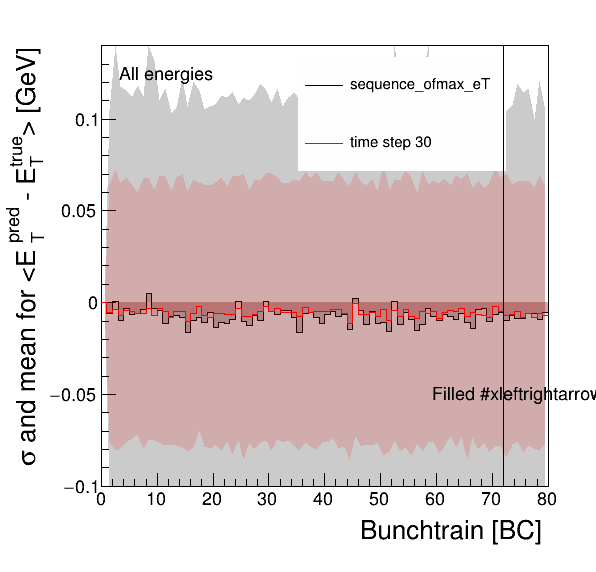 All energies
sequence_ofmax_eT
time step 30
σ and mean for <E_T^pred - E_T^true> [GeV]
0.1
0.05
0
−0.05
−0.1
Filled #xleftrightarrow
0 10 20 30 40 50 60 70 80
Bunchtrain [BC]